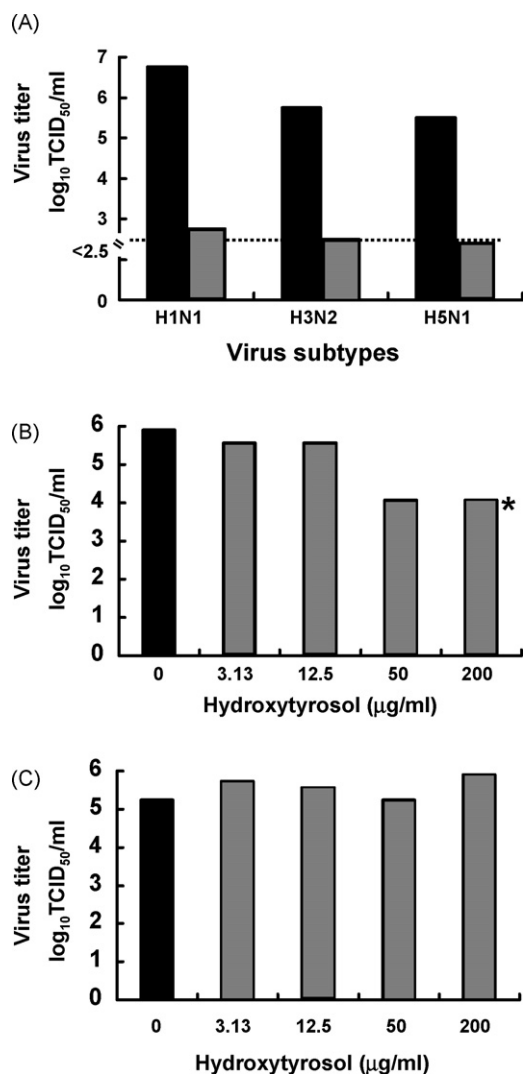 (A)
Virus titer
log₁₀TCID₅₀/ml
7
6
5
4
3
<2.5
0
H1N1 H3N2 H5N1
Virus subtypes
(B)
Virus titer
log₁₀TCID₅₀/ml
6
5
4
3
2
1
0
*
0 3.13 12.5 50 200
Hydroxytyrosol (μg/ml)
(C)
Virus titer
log₁₀TCID₅₀/ml
6
5
4
3
2
1
0
0 3.13 12.5 50 200
Hydroxytyrosol (μg/ml)